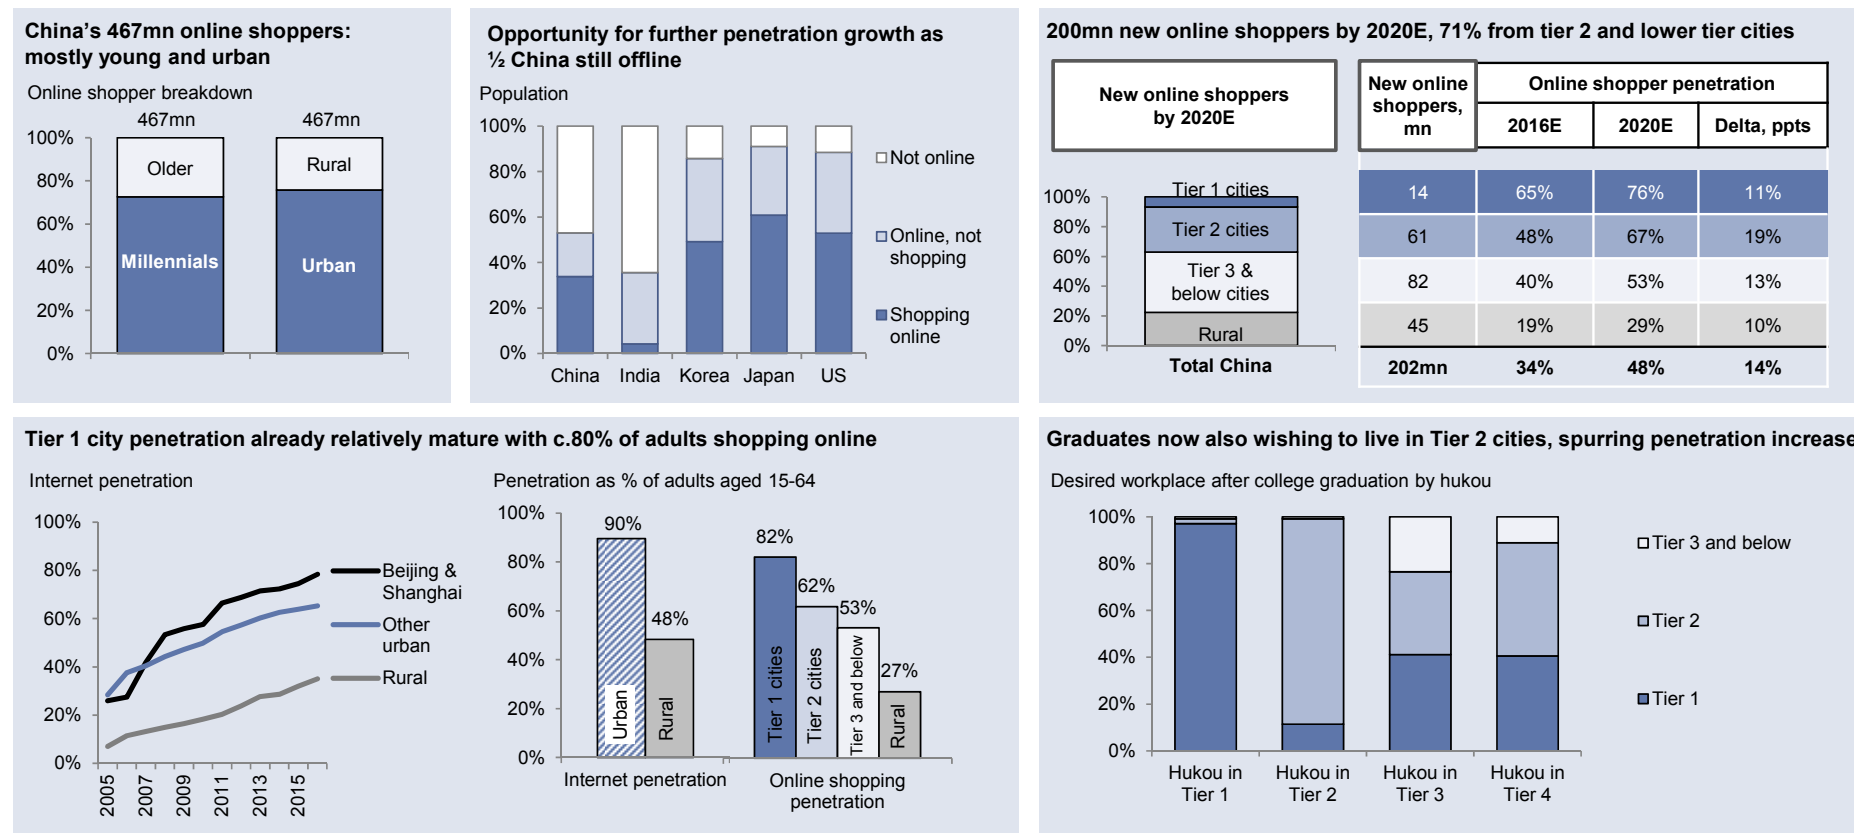 China's 467mn online shoppers:
mostly young and urban
Online shopper breakdown
467mn
467mn
100%
80%
60%
40%
20%
0%
Older
Rural
Millennials
Urban
Opportunity for further penetration growth as
½ China still offline
Population
100%
80%
60%
40%
20%
0%
China
India
Korea
Japan
US
Not online
Online, not
shopping
Shopping
online
200mn new online shoppers by 2020E, 71% from tier 2 and lower tier cities
New online shoppers
by 2020E
100%
80%
60%
40%
20%
0%
Tier 1 cities
Tier 2 cities
Tier 3 &
below cities
Rural
Total China
New online
shoppers,
mn
Online shopper penetration
2016E 2020E Delta, ppts
14 65% 76% 11%
61 48% 67% 19%
82 40% 53% 13%
45 19% 29% 10%
202mn 34% 48% 14%
Tier 1 city penetration already relatively mature with c.80% of adults shopping online
Internet penetration
100%
80%
60%
40%
20%
0%
2005
2007
2009
2011
2013
2015
Beijing &
Shanghai
Other
urban
Rural
Penetration as % of adults aged 15-64
100%
80%
60%
40%
20%
0%
90%
48%
82%
62%
53%
27%
Urban
Rural
Tier 1 cities
Tier 2 cities
Tier 3 and below
Rural
Internet penetration
Online shopping
penetration
Graduates now also wishing to live in Tier 2 cities, spurring penetration increase
Desired workplace after college graduation by hukou
100%
80%
60%
40%
20%
0%
Hukou in
Tier 1
Hukou in
Tier 2
Hukou in
Tier 3
Hukou in
Tier 4
Tier 3 and below
Tier 2
Tier 1